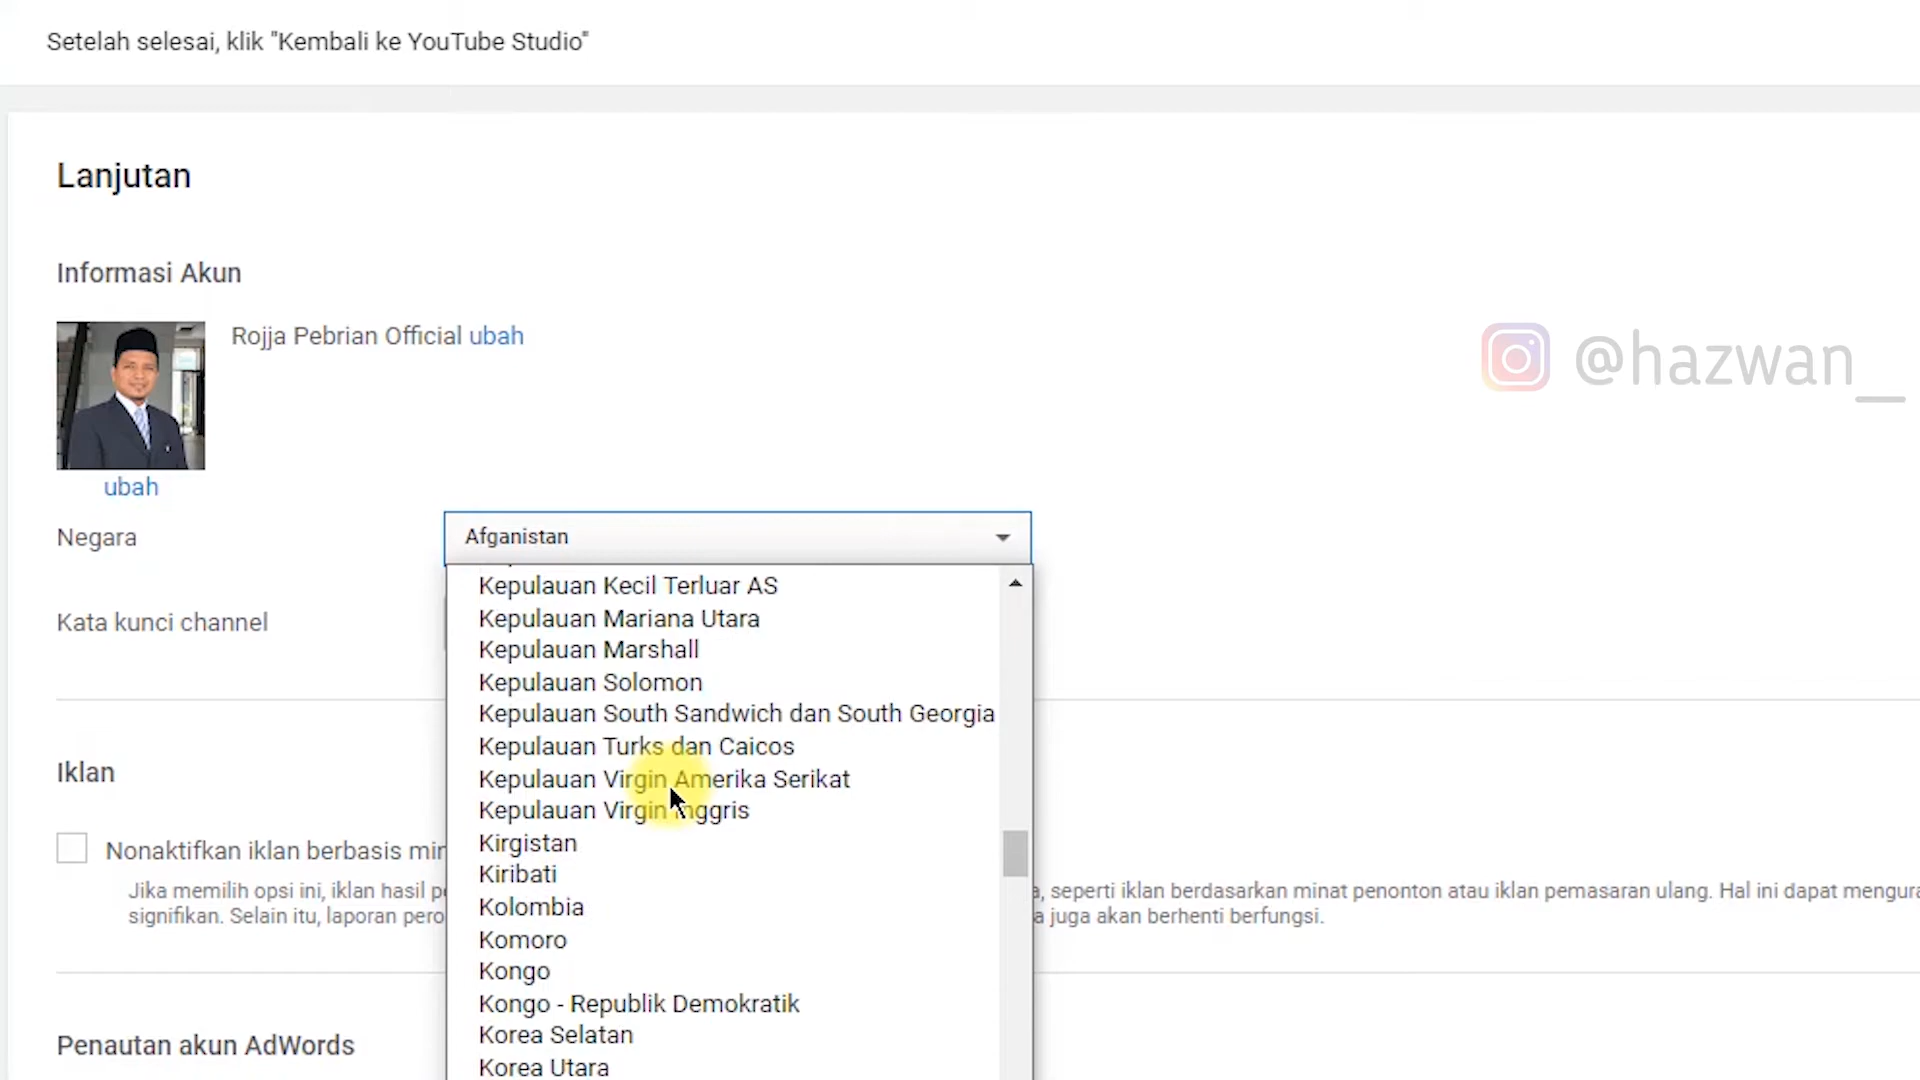 Setelah selesai, klik "Kembali ke YouTube Studio"
Lanjutan
Informasi Akun
Rojja Pebrian Official ubah
@hazwan__
ubah
Negara
Afganistan
Kepulauan Kecil Terluar AS
Kata kunci channel
Kepulauan Mariana Utara
Kepulauan Marshall
Kepulauan Solomon
Kepulauan South Sandwich dan South Georgia
Kepulauan Turks dan Caicos
Iklan
Kepulauan Virgin Amerika Serikat
Kepulauan Virgin Inggris
Kirgistan
Nonaktifkan iklan berbasis
Kiribati
Jika memilih opsi ini, iklan hasil
, seperti iklan berdasarkan minat penonton atau iklan pemasaran ulang. Hal ini dapat
Kolombia
signifikan. Selain itu, laporan
juga akan berhenti berfungsi.
Komoro
Kongo
Kongo - Republik Demokratik
Korea Selatan
Penautan akun AdWords
Korea Utara